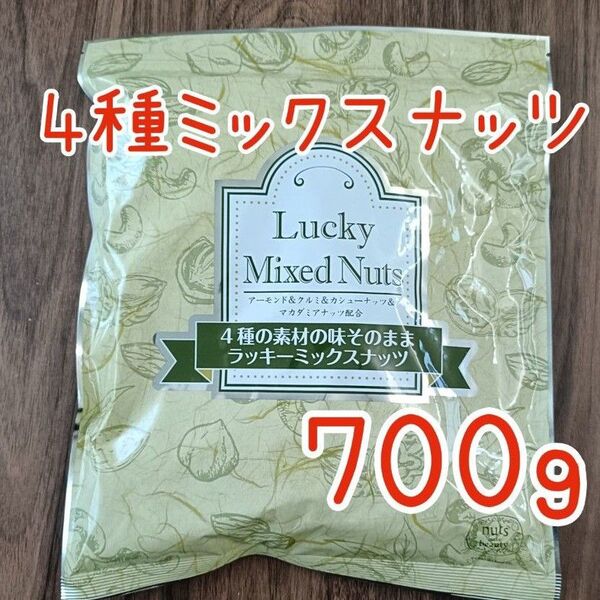 4種ミックスナッツ
Lucky
Mixed Nuts
アーモンド&クルミ&カシューナッツ&
マカダミアナッツ配合
4種の素材の味そのまま
ラッキーミックスナッツ
700g
nuts
beauty